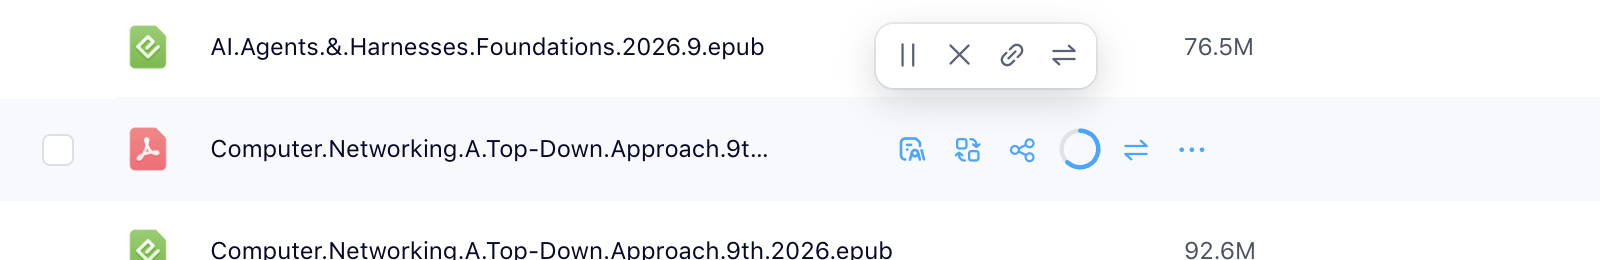 AI.Agents.&.Harnesses.Foundations.2026.9.epub 76.5M
Computer.Networking.A.Top-Down.Approach.9t...
Computer.Networking.A.Top-Down.Approach.9th.2026.epub 92.6M